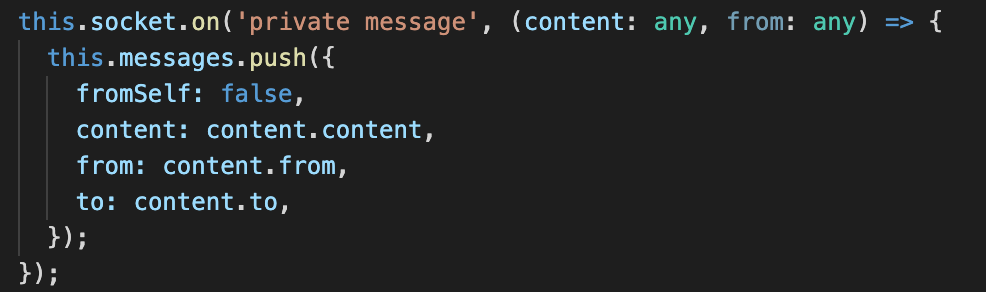 this.socket.on('private message', (content: any, from: any) => {
  this.messages.push({
    fromSelf: false,
    content: content.content,
    from: content.from,
    to: content.to,
  });
});